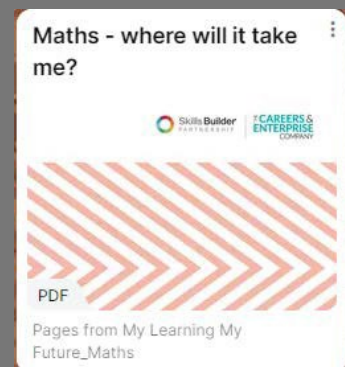 Maths - where will it take
me?
Skills Builder
PARTNERSHIP
THE CAREERS &
ENTERPRISE
COMPANY
PDF
Pages from My Learning My
Future_Maths